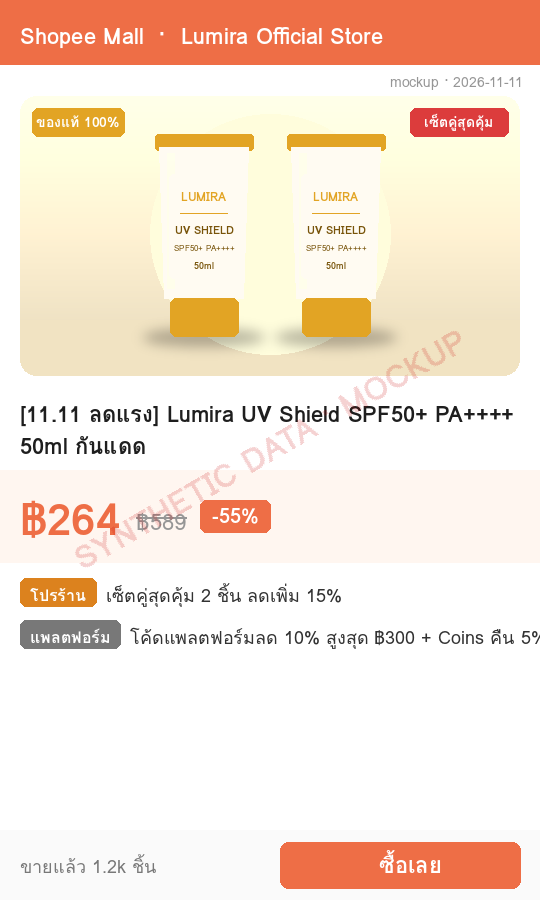 Shopee Mall · Lumira Official Store
mockup · 2026-11-11
ของแท้ 100%
เซ็ตคู่สุดคุ้ม
LUMIRA
UV SHIELD
SPF50+ PA++++
50ml
LUMIRA
UV SHIELD
SPF50+ PA++++
50ml
SYNTHETIC DATA · MOCKUP
[11.11 ลดแรง] Lumira UV Shield SPF50+ PA++++
50ml กันแดด
฿264 ฿589 -55%
โปรร้าน เซ็ตคู่สุดคุ้ม 2 ชิ้น ลดเพิ่ม 15%
แพลตฟอร์ม โค้ดแพลตฟอร์มลด 10% สูงสุด ฿300 + Coins คืน 5%
ขายแล้ว 1.2k ชิ้น
ซื้อเลย